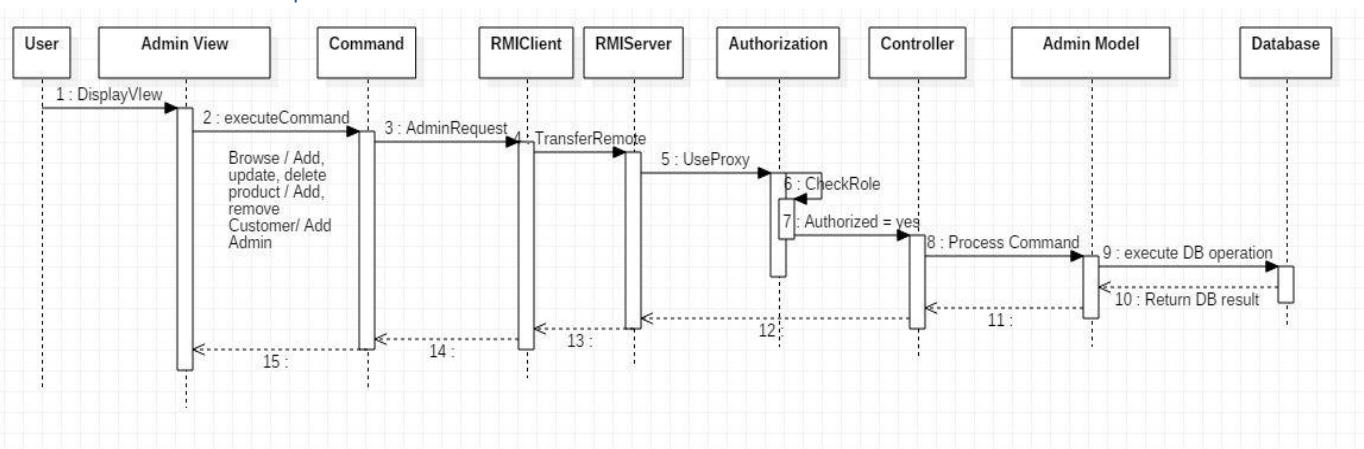 User
Admin View
Command
RMIClient
RMIServer
Authorization
Controller
Admin Model
Database
1 : DisplayVIew
2 : executeCommand
3 : AdminRequest
4 : TransferRemote
5 : UseProxy
6 : CheckRole
7 : Authorized = yes
8 : Process Command
9 : execute DB operation
10 : Return DB result
11 :
12 :
13 :
14 :
15 :
Browse / Add,
update, delete
product / Add,
remove
Customer/ Add
Admin